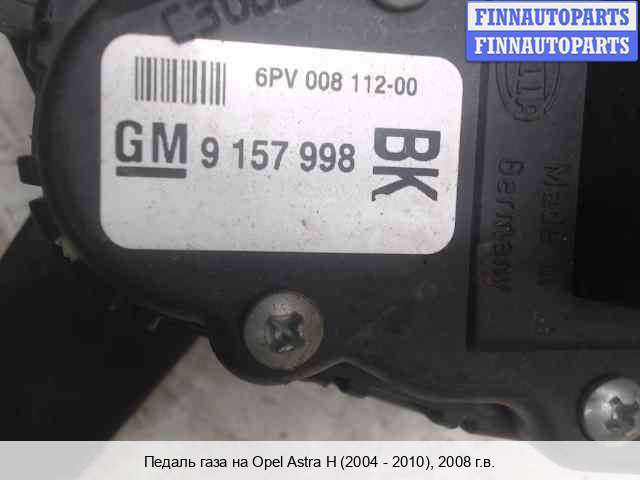 FINNAUTOPARTS
FINNAUTOPARTS
6PV 008 112-00
GM 9 157 998 BK
Made in
Germany
Педаль газа на Opel Astra H (2004 - 2010), 2008 г.в.